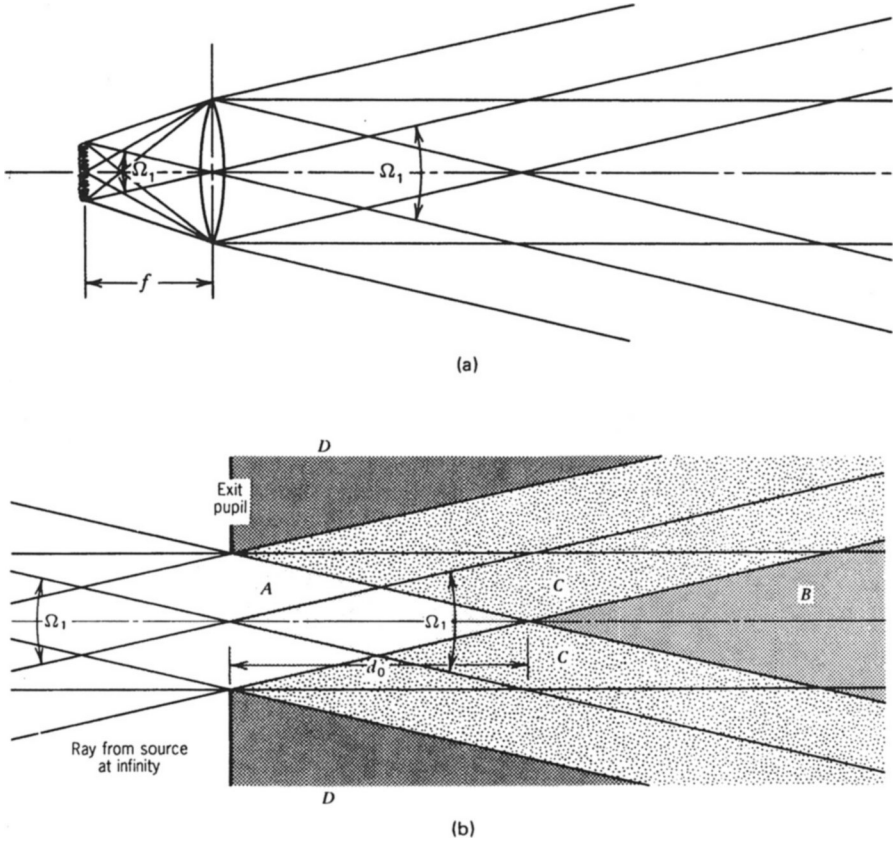 Ω₁
Ω₁
f
(a)
D
Exit
pupil
A
C
B
Ω₁
Ω₁
C
d₀
Ray from source
at infinity
D
(b)